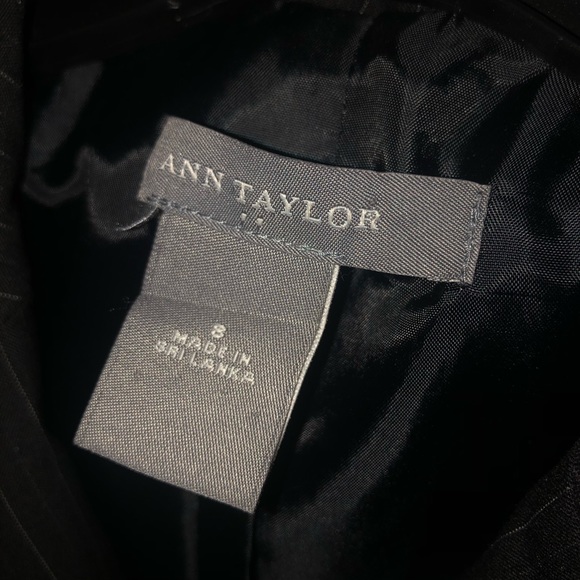 ANN TAYLOR
8
MADE IN
SRI LANKA